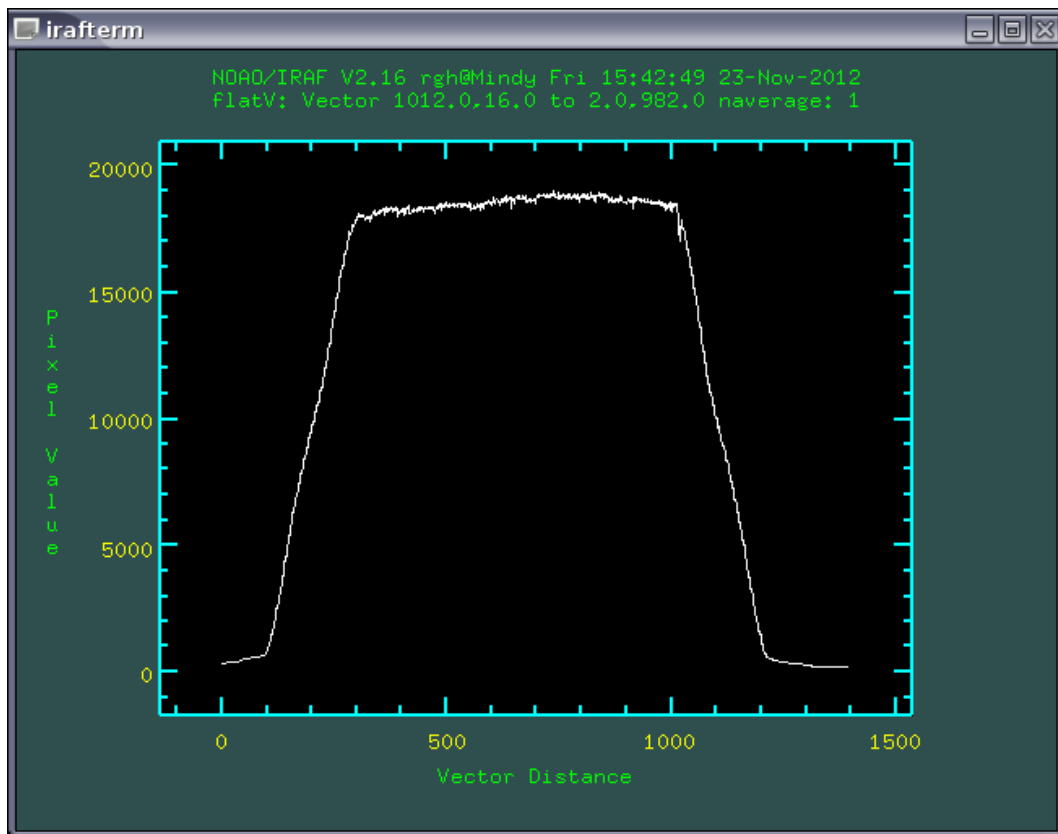 irafterm
NOAO/IRAF V2.16 rgh@Mindy Fri 15:42:49 23-Nov-2012
flatV: Vector 1012.0,16.0 to 2.0,982.0 naverage: 1
20000
15000
10000
5000
0
Pixel Value
0 500 1000 1500
Vector Distance